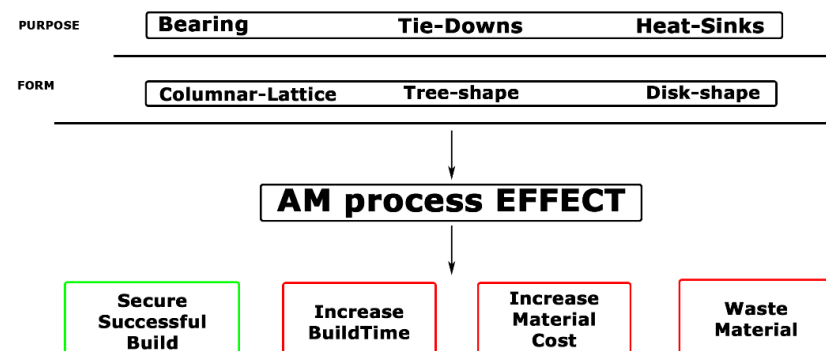 PURPOSE
Bearing Tie-Downs Heat-Sinks
FORM
Columnar-Lattice Tree-shape Disk-shape
AM process EFFECT
Secure
Successful
Build
Increase
BuildTime
Increase
Material
Cost
Waste
Material